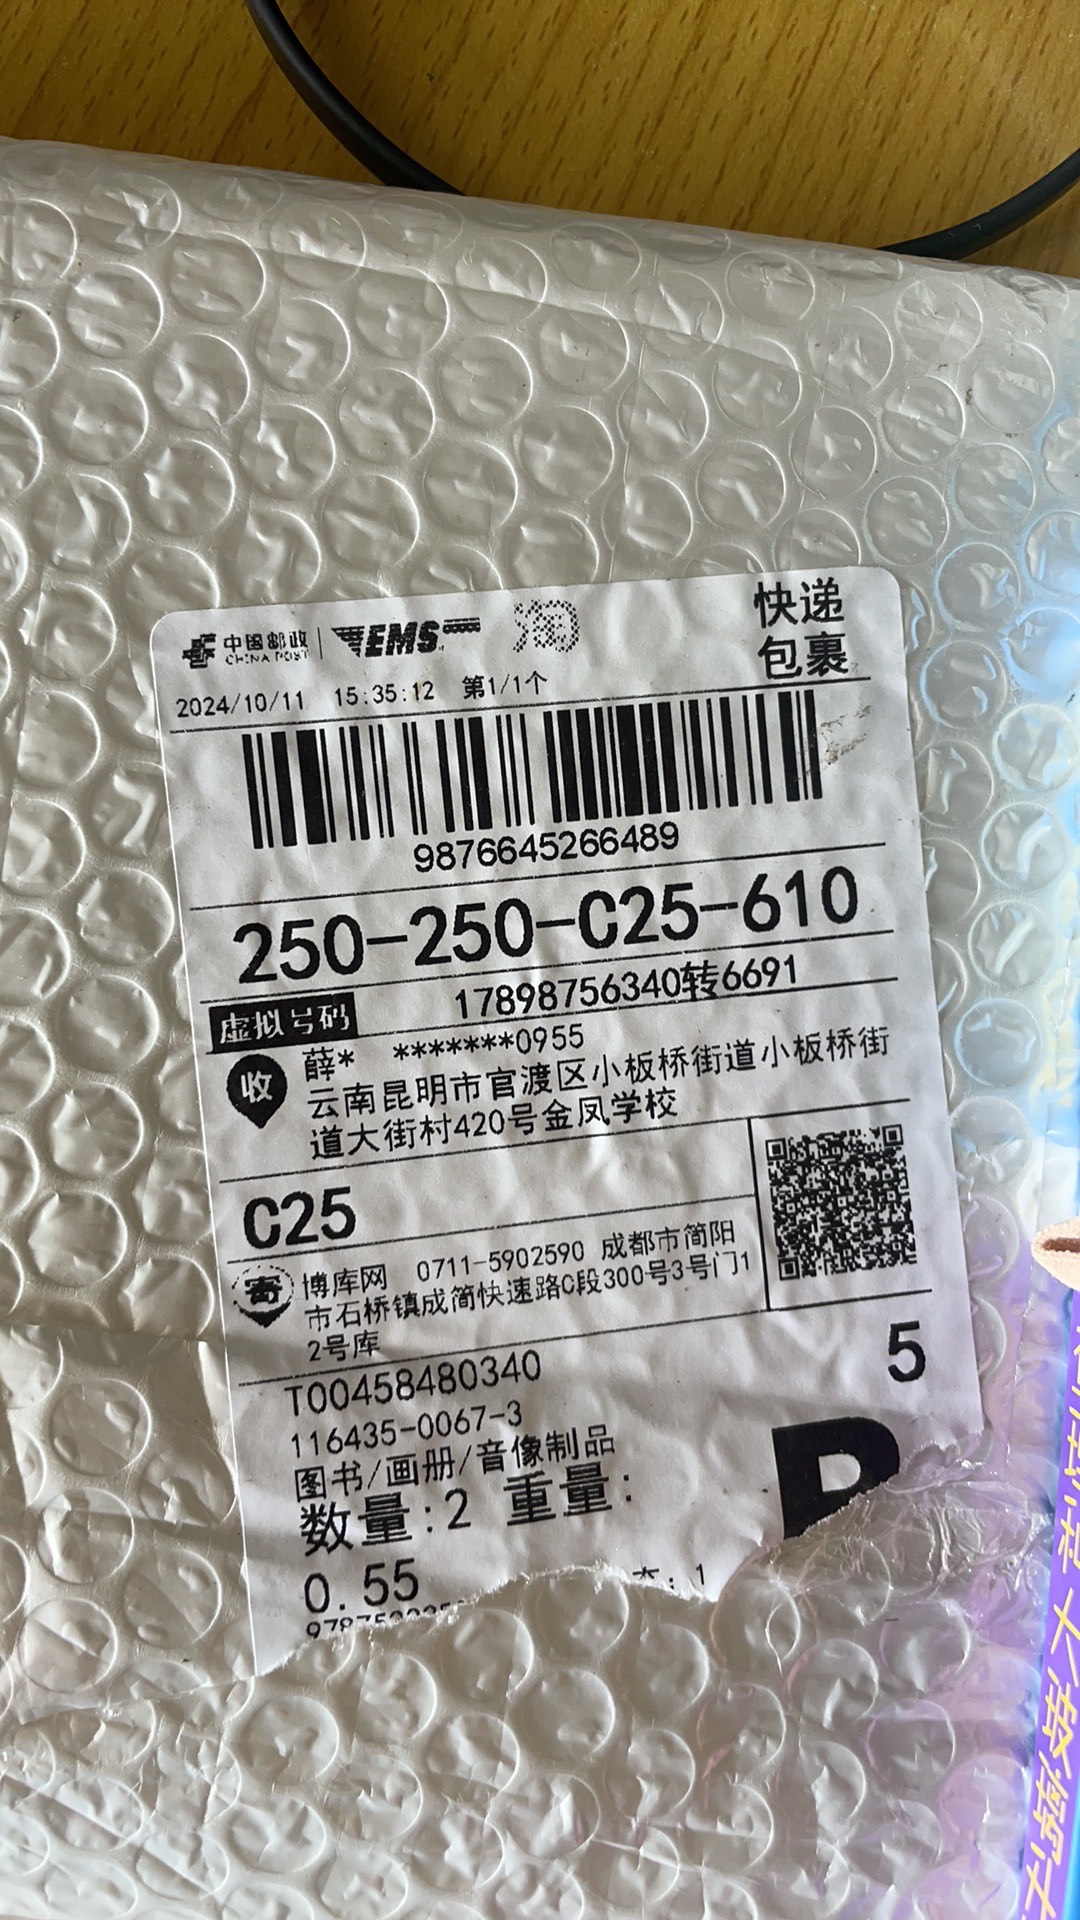 中国邮政
CHINA POST
EMS
淘
快递
包裹
2024/10/11 15:35:12 第1/1个
9876645266489
250-250-C25-610
虚拟号码 17898756340转6691
收 薛* *******0955
云南昆明市官渡区小板桥街道小板桥街
道大街村420号金凤学校
C25
寄 博库网 0711-5902590 成都市简阳
市石桥镇成简快速路C段300号3号门1
2号库
5
T00458480340
116435-0067-3
图书/画册/音像制品
数量:2 重量:
0.55